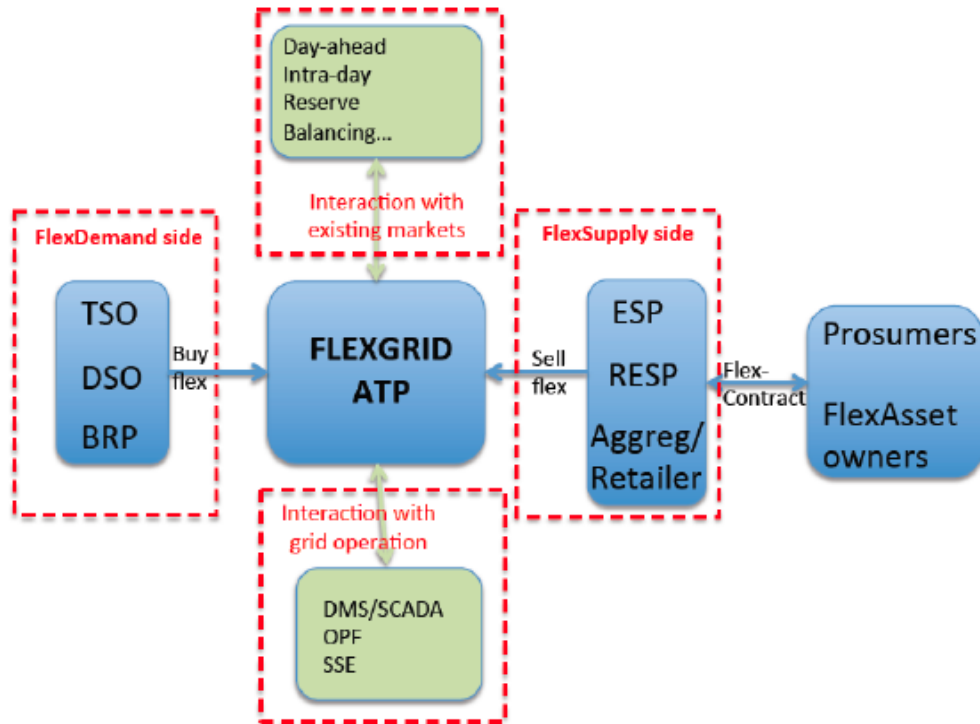 Day-ahead
Intra-day
Reserve
Balancing...
Interaction with
existing markets
FlexDemand side
TSO
DSO
BRP
Buy
flex
FLEXGRID
ATP
Sell
flex
FlexSupply side
ESP
RESP
Aggreg/
Retailer
Flex-
Contract
Prosumers
FlexAsset
owners
Interaction with
grid operation
DMS/SCADA
OPF
SSE